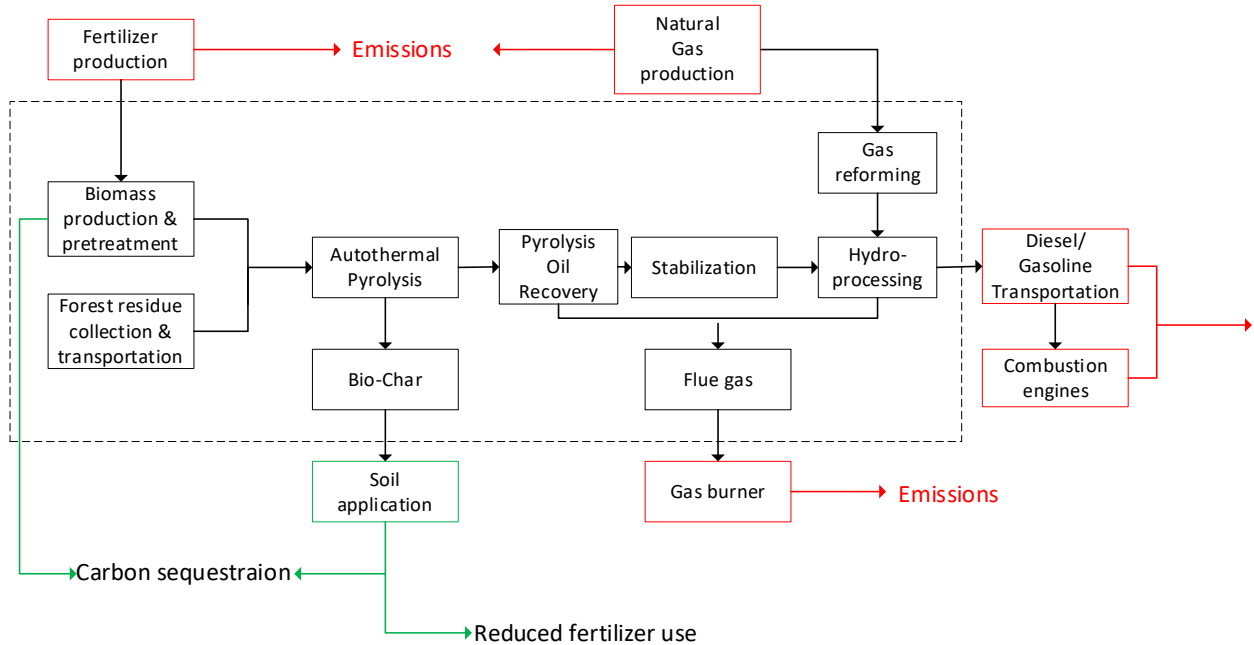 Fertilizer
production
Emissions
Natural
Gas
production
Gas
reforming
Biomass
production &
pretreatment
Autothermal
Pyrolysis
Pyrolysis
Oil
Recovery
Stabilization
Hydro-
processing
Diesel/
Gasoline
Transportation
Forest residue
collection &
transportation
Bio-Char
Flue gas
Combustion
engines
Soil
application
Gas burner
Emissions
Carbon sequestraion
Reduced fertilizer use